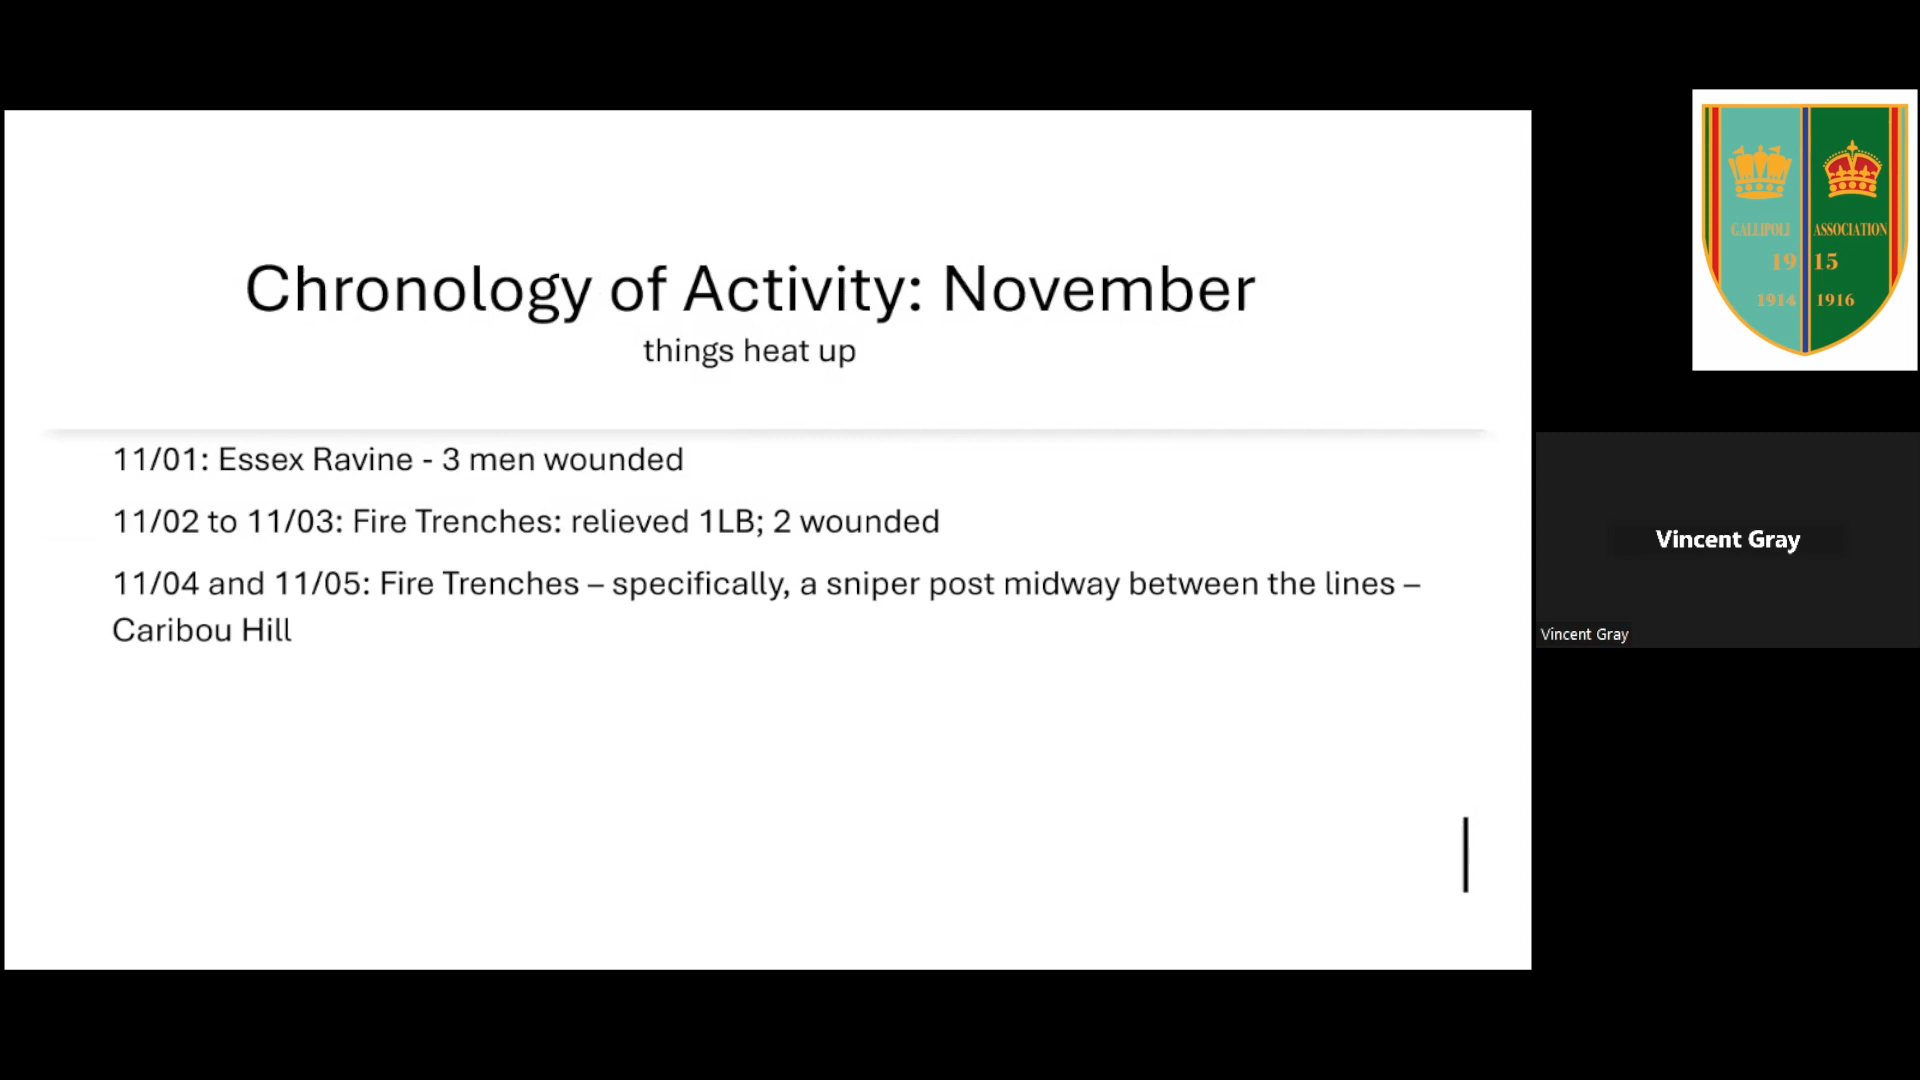 Chronology of Activity: November
things heat up
11/01: Essex Ravine - 3 men wounded
11/02 to 11/03: Fire Trenches: relieved 1LB; 2 wounded
11/04 and 11/05: Fire Trenches – specifically, a sniper post midway between the lines –
Caribou Hill
GALLIPOLI ASSOCIATION
19 15
1914 1916
Vincent Gray
Vincent Gray